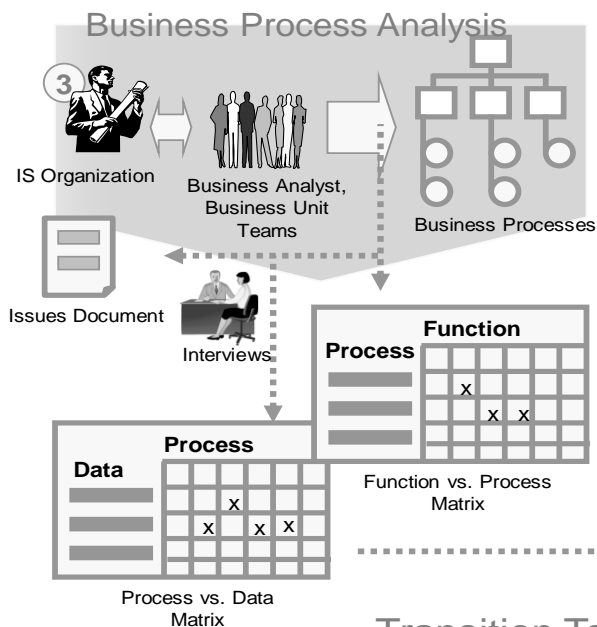 Business Process Analysis
3
IS Organization
Business Analyst,
Business Unit
Teams
Business Processes
Issues Document
Interviews
Function
Process
x
x x
Function vs. Process
Matrix
Process
Data
x
x x x
Process vs. Data
Matrix
Transition